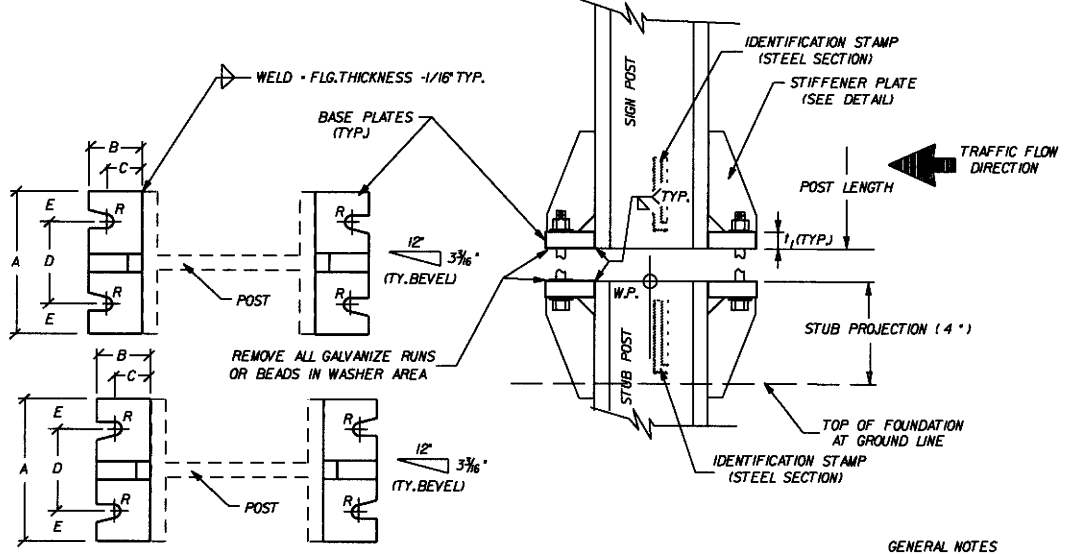 WELD - FLG.THICKNESS -1/16" TYP.
BASE PLATES
(TYP.)
B
C
E
R
A
D
R
E
R
R
12"
3 3/16"
(TY.BEVEL)
POST
REMOVE ALL GALVANIZE RUNS
OR BEADS IN WASHER AREA
B
C
E
R
A
D
R
E
R
R
12"
3 3/16"
(TY.BEVEL)
POST
SIGN POST
IDENTIFICATION STAMP
(STEEL SECTION)
STIFFENER PLATE
(SEE DETAIL)
TRAFFIC FLOW
DIRECTION
POST LENGTH
TYP.
t1(TYP.)
W.P.
STUB POST
STUB PROJECTION (4")
TOP OF FOUNDATION
AT GROUND LINE
IDENTIFICATION STAMP
(STEEL SECTION)
GENERAL NOTES